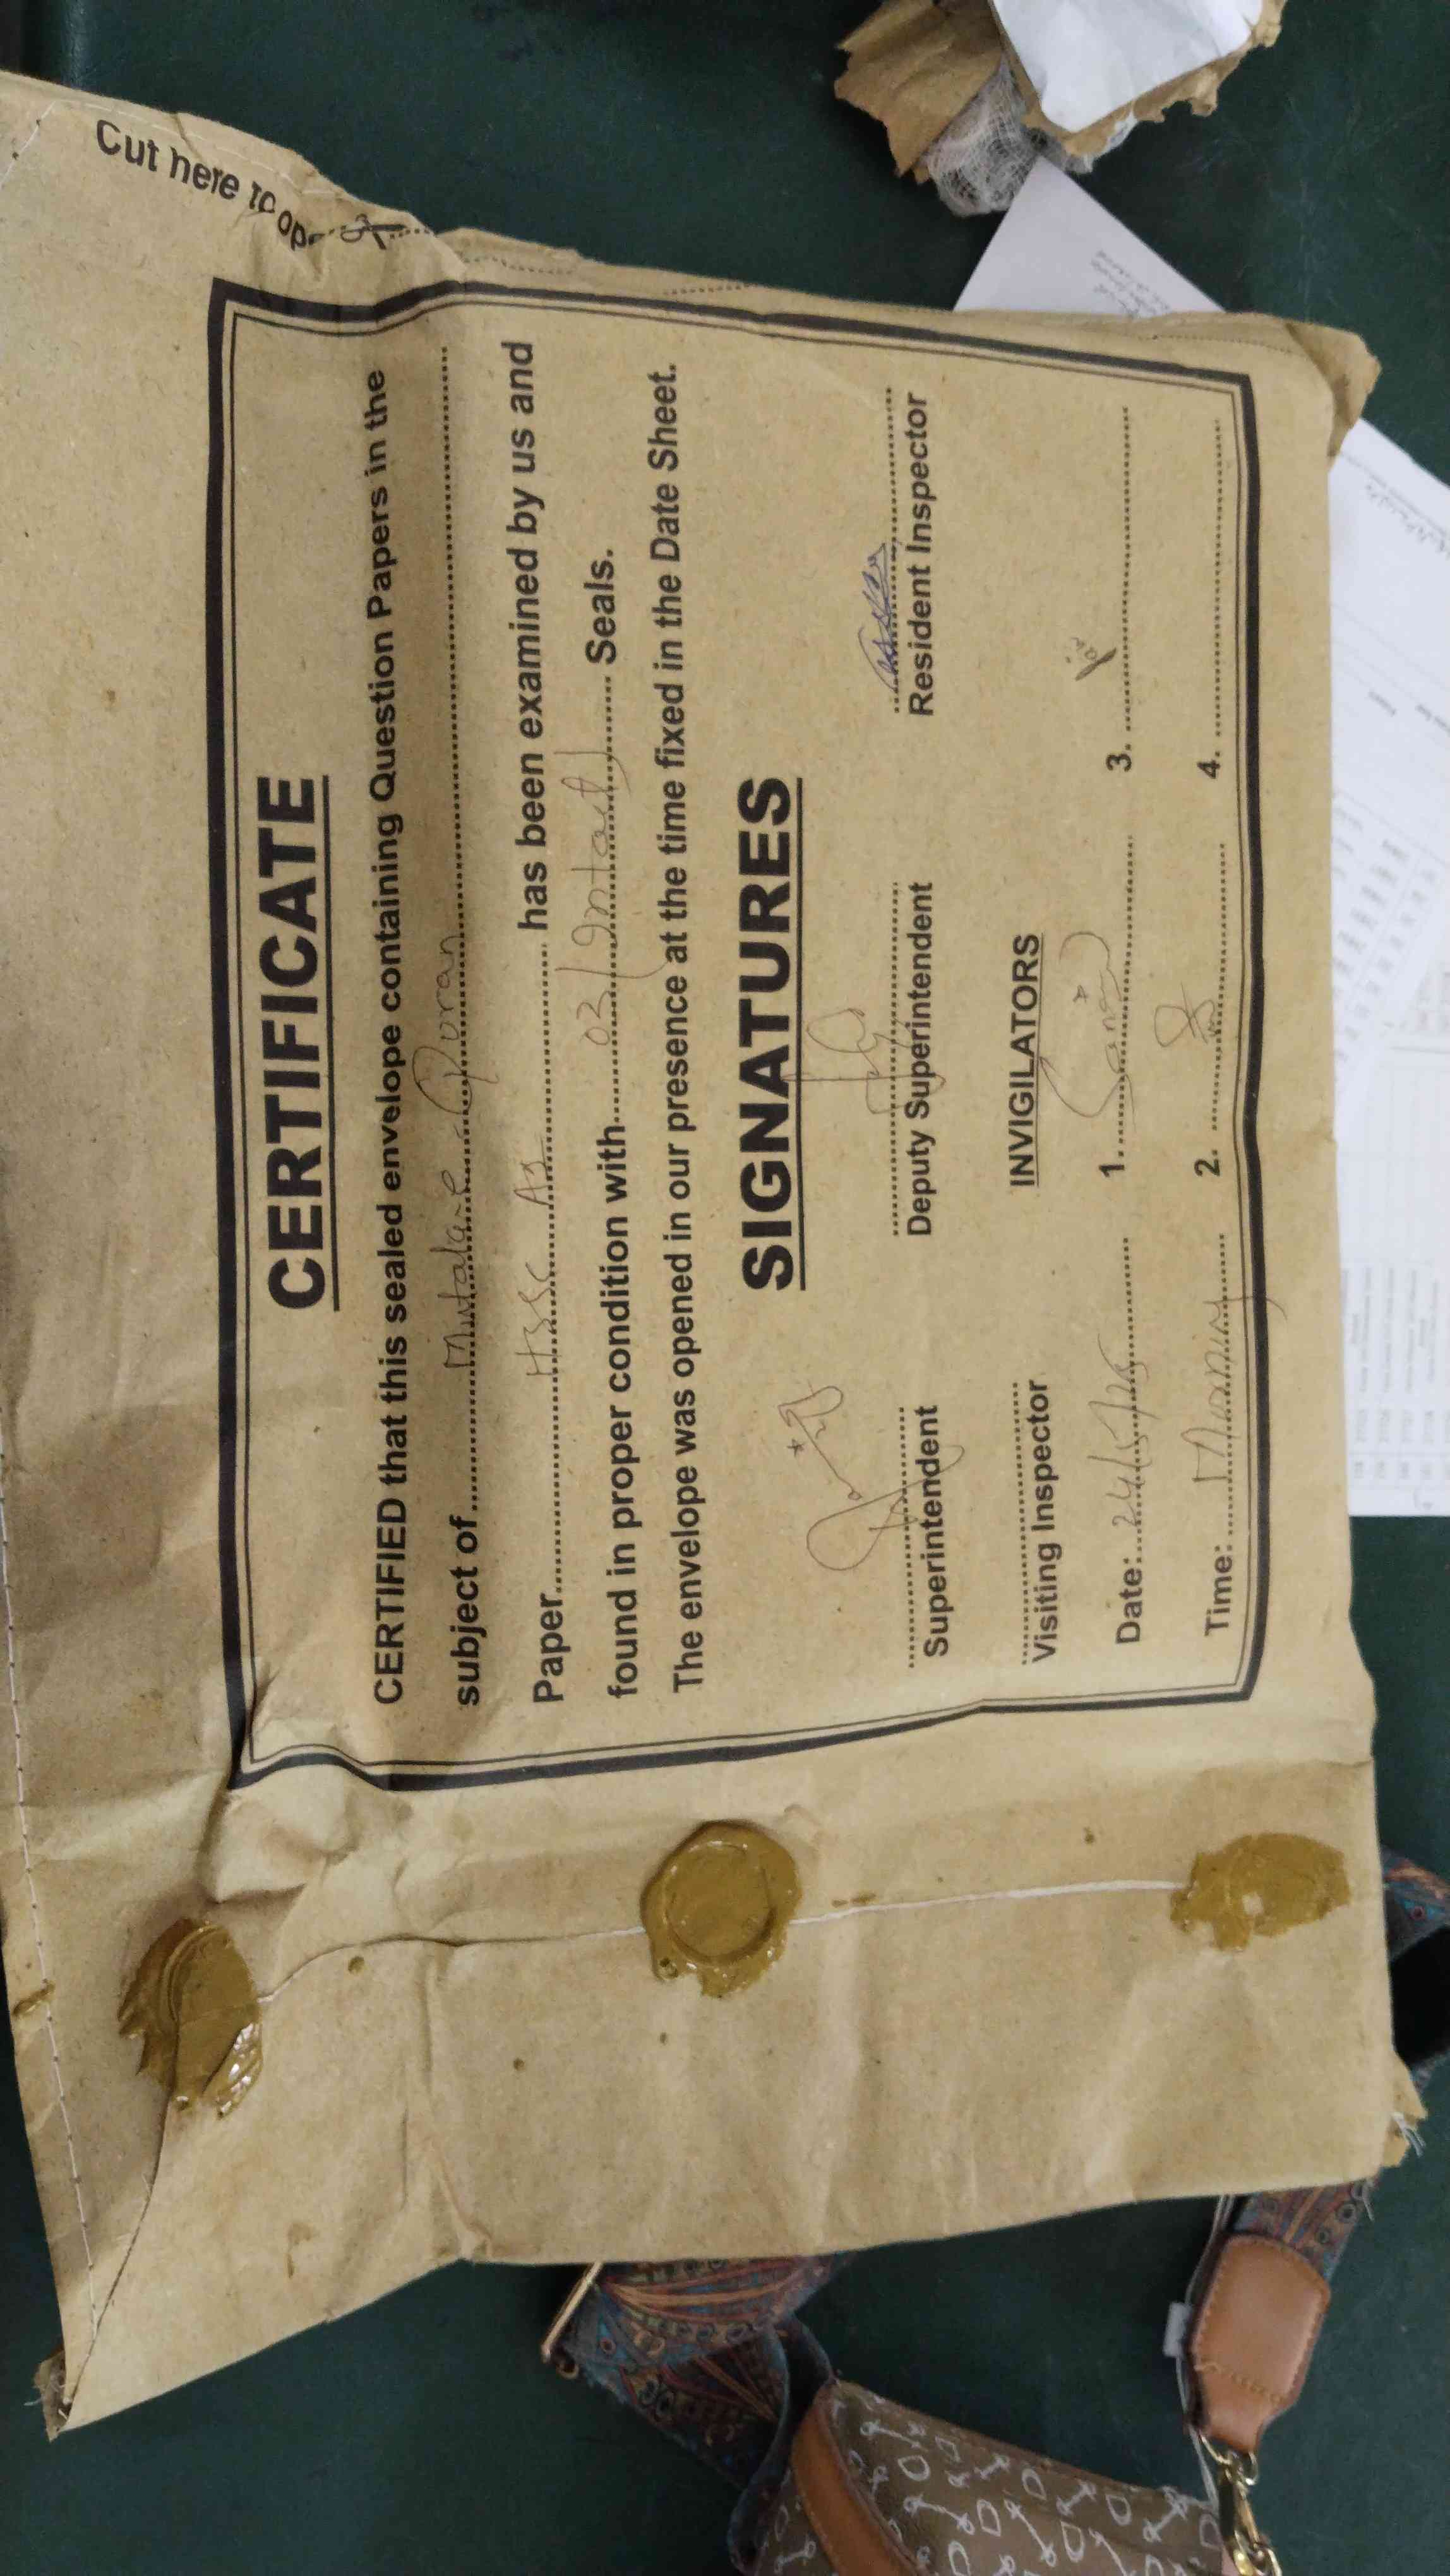 Cut here to
CERTIFICATE
CERTIFIED that this sealed envelope containing Question Papers in the
subject of Mutala-e-Quran
Paper HSSC A1 has been examined by us and
found in proper condition with 03 (Intact) Seals.
The envelope was opened in our presence at the time fixed in the Date Sheet.
SIGNATURES
Superintendent Deputy Superintendent Resident Inspector
Visiting Inspector INVIGILATORS
Date: 24/5/25 1. 3.
Time: Morning 2. 4.